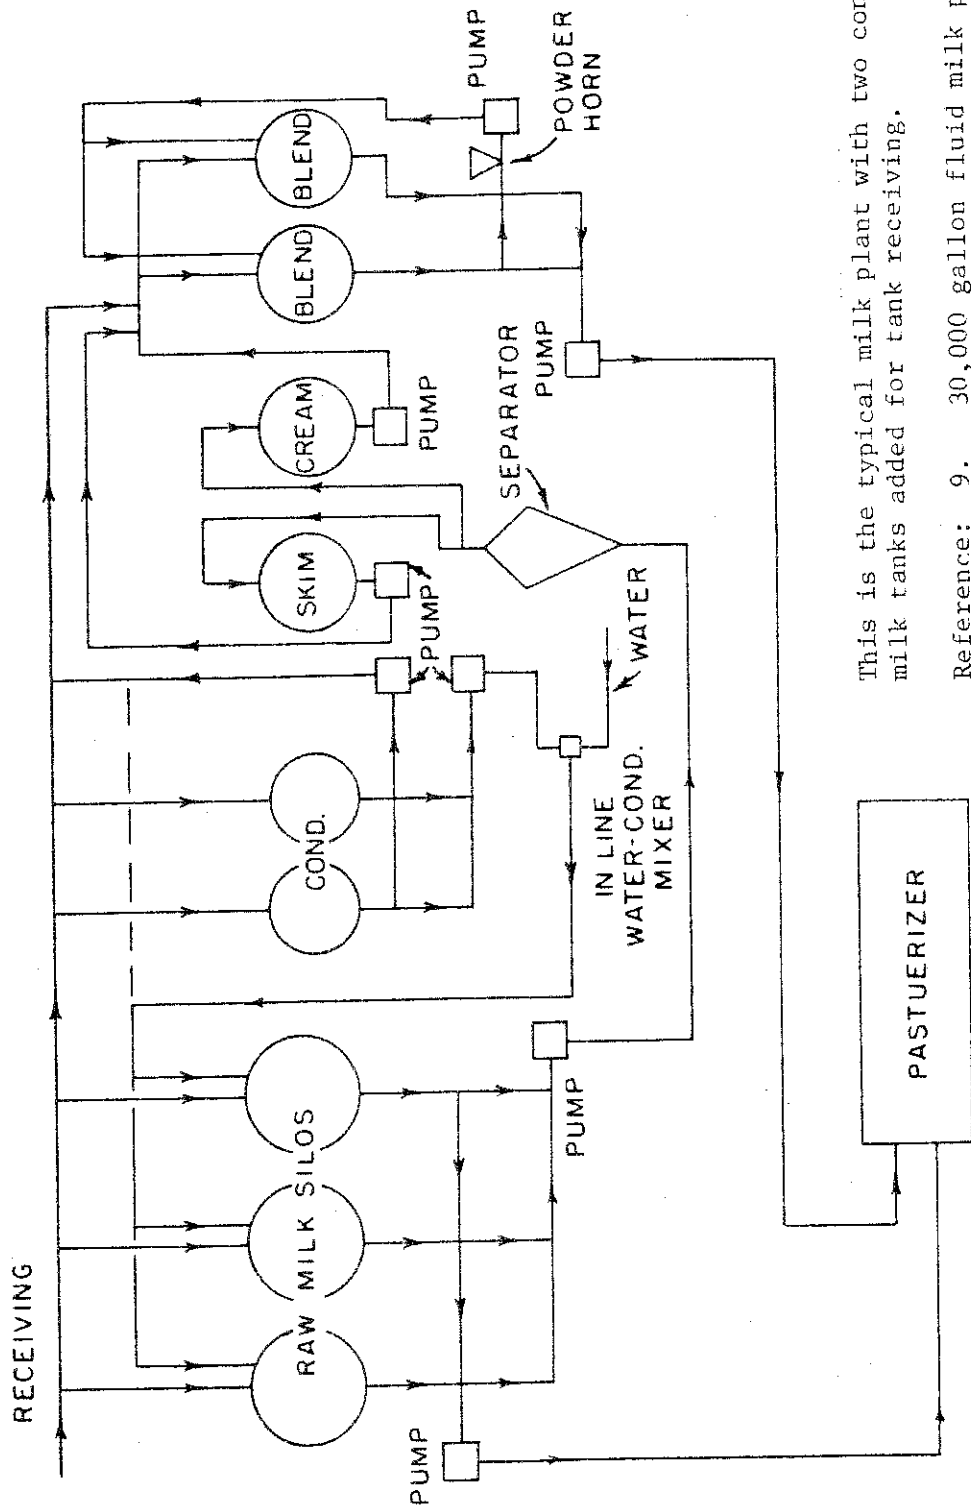 RECEIVING
RAW MILK SILOS
COND.
SKIM
CREAM
BLEND
BLEND
PUMP
PUMP
PUMP
PUMP
PUMP
PUMP
POWDER
HORN
SEPARATOR
WATER
IN LINE
WATER-COND.
MIXER
PASTUERIZER
This is the typical milk plant with two
milk tanks added for tank receiving.
Reference: 9. 30,000 gallon fluid milk